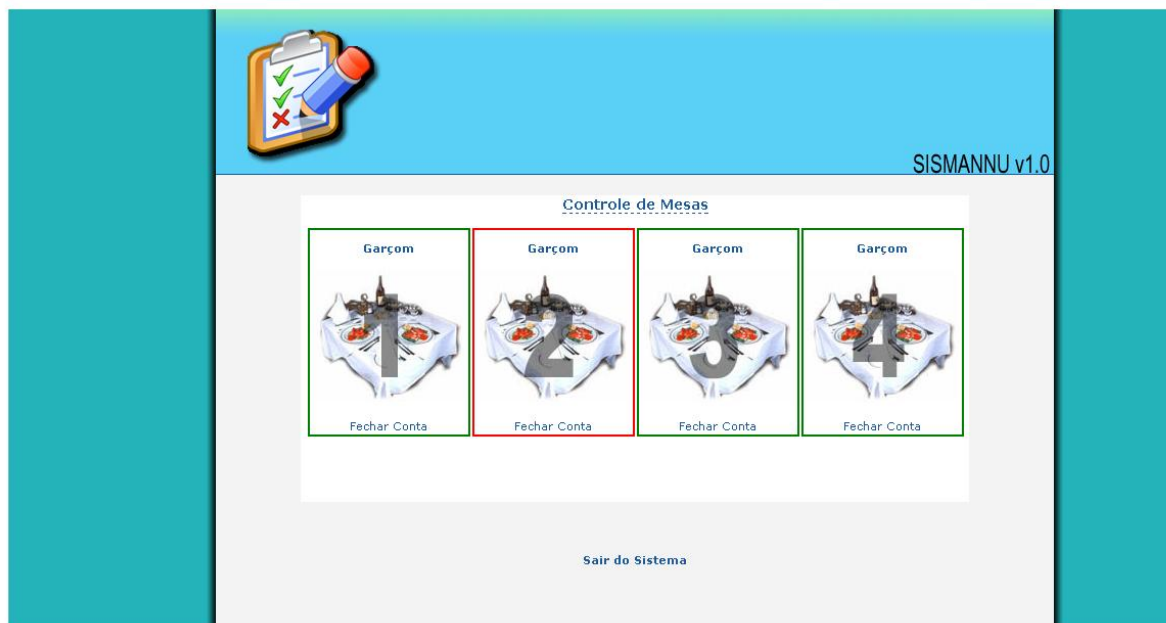 SISMANNU v1.0
Controle de Mesas
Garçom Garçom Garçom Garçom
1 2 3 4
Fechar Conta Fechar Conta Fechar Conta Fechar Conta
Sair do Sistema